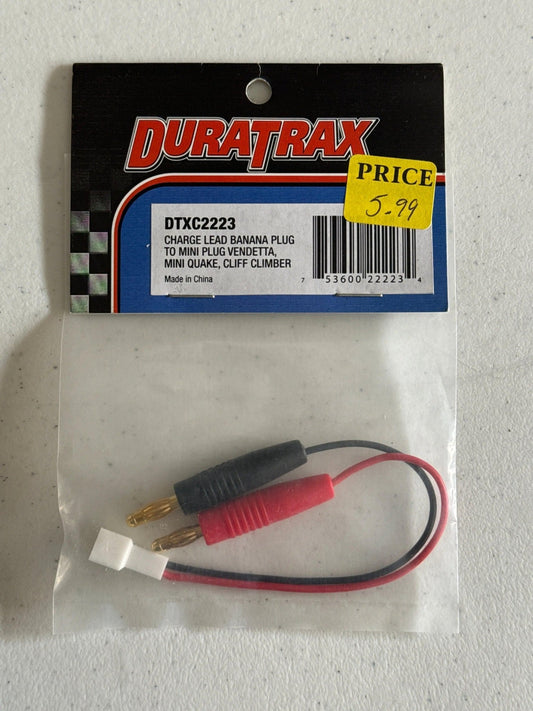 DURATRAX
PRICE
5.99
DTXC2223
CHARGE LEAD BANANA PLUG
TO MINI PLUG VENDETTA,
MINI QUAKE, CLIFF CLIMBER
Made in China
7 53600 22223 4